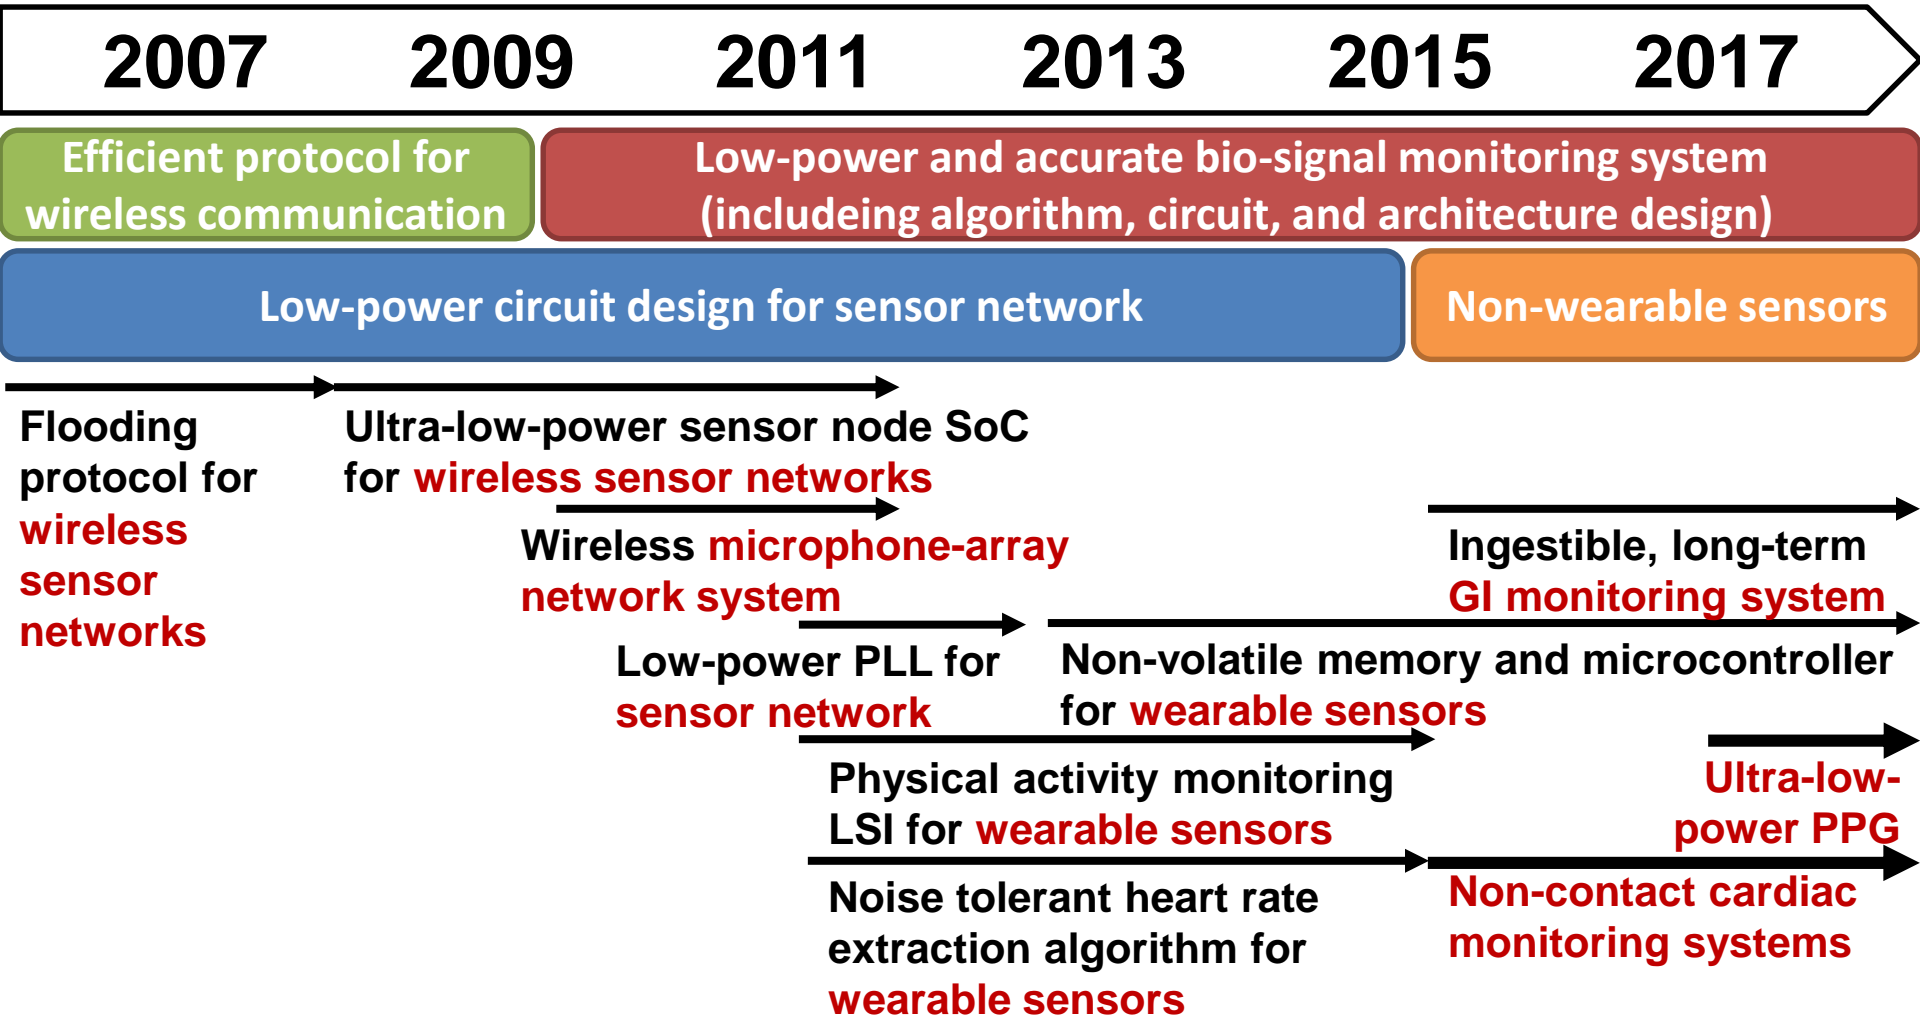 2007 2009 2011 2013 2015 2017
Efficient protocol for
wireless communication
Low-power and accurate bio-signal monitoring system
(includeing algorithm, circuit, and architecture design)
Low-power circuit design for sensor network
Non-wearable sensors
Flooding
protocol for
wireless
sensor
networks
Ultra-low-power sensor node SoC
for wireless sensor networks
Wireless microphone-array
network system
Ingestible, long-term
GI monitoring system
Low-power PLL for
sensor network
Non-volatile memory and microcontroller
for wearable sensors
Physical activity monitoring
LSI for wearable sensors
Ultra-low-
power PPG
Noise tolerant heart rate
extraction algorithm for
wearable sensors
Non-contact cardiac
monitoring systems